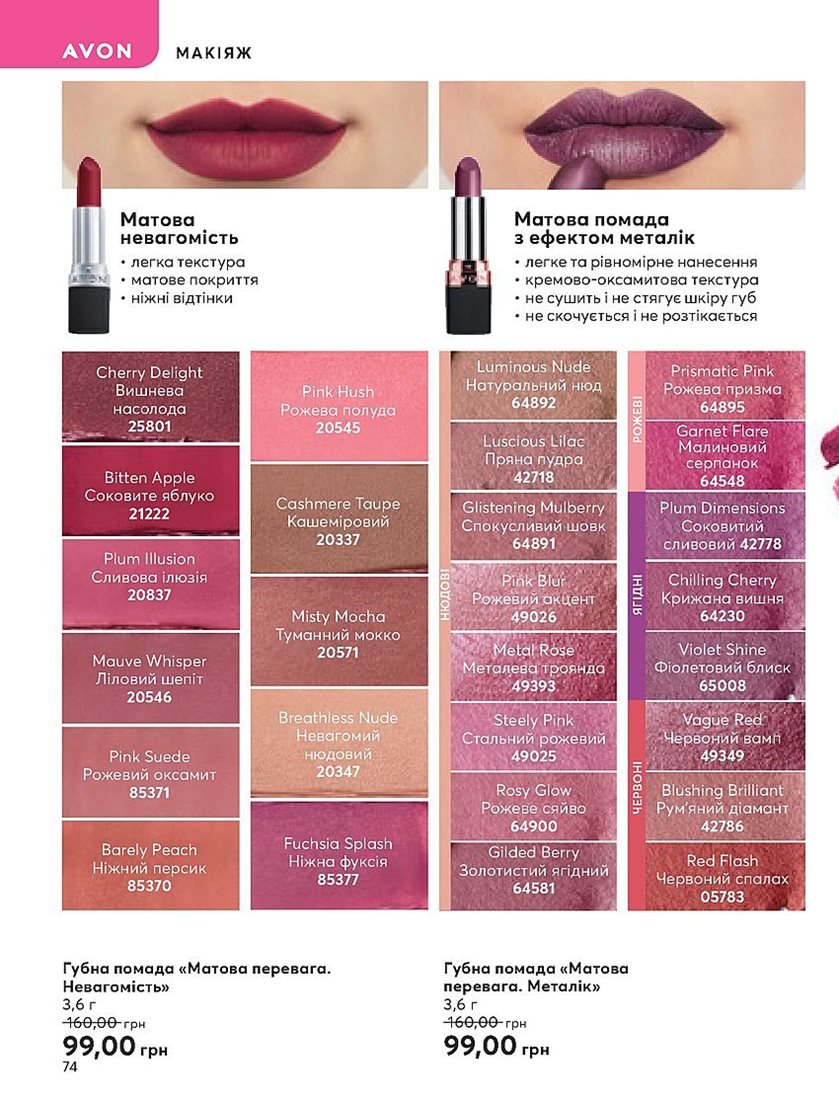 AVON
МАКІЯЖ
Матова
невагомість
• легка текстура
• матове покриття
• ніжні відтінки
Матова помада
з ефектом металік
• легке та рівномірне нанесення
• кремово-оксамитова текстура
• не сушить і не стягує шкіру губ
• не скочується і не розтікається
Cherry Delight
Вишнева
насолода
25801
Bitten Apple
Соковите яблуко
21222
Plum Illusion
Сливова ілюзія
20837
Mauve Whisper
Ліловий шепіт
20546
Pink Suede
Рожевий оксамит
85371
Barely Peach
Ніжний персик
85370
Pink Hush
Рожева полуда
20545
Cashmere Taupe
Кашеміровий
20337
Misty Mocha
Туманний мокко
20571
Breathless Nude
Невагомий
нюдовий
20347
Fuchsia Splash
Ніжна фуксія
85377
НЮДОВІ
Luminous Nude
Натуральний нюд
64892
Luscious Lilac
Пряна пудра
42718
Glistening Mulberry
Спокусливий шовк
64891
Pink Blur
Рожевий акцент
49026
Metal Rose
Металева троянда
49393
Steely Pink
Стальний рожевий
49025
Rosy Glow
Рожеве сяйво
64900
Gilded Berry
Золотистий ягідний
64581
РОЖЕВІ
Prismatic Pink
Рожева призма
64895
Garnet Flare
Малиновий
серпанок
64548
ЯГІДНІ
Plum Dimensions
Соковитий
сливовий 42778
Chilling Cherry
Крижана вишня
64230
Violet Shine
Фіолетовий блиск
65008
ЧЕРВОНІ
Vague Red
Червоний вамп
49349
Blushing Brilliant
Рум'яний діамант
42786
Red Flash
Червоний спалах
05783
Губна помада «Матова перевага.
Невагомість»
3,6 г
160,00 грн
99,00 грн
74
Губна помада «Матова
перевага. Металік»
3,6 г
160,00 грн
99,00 грн